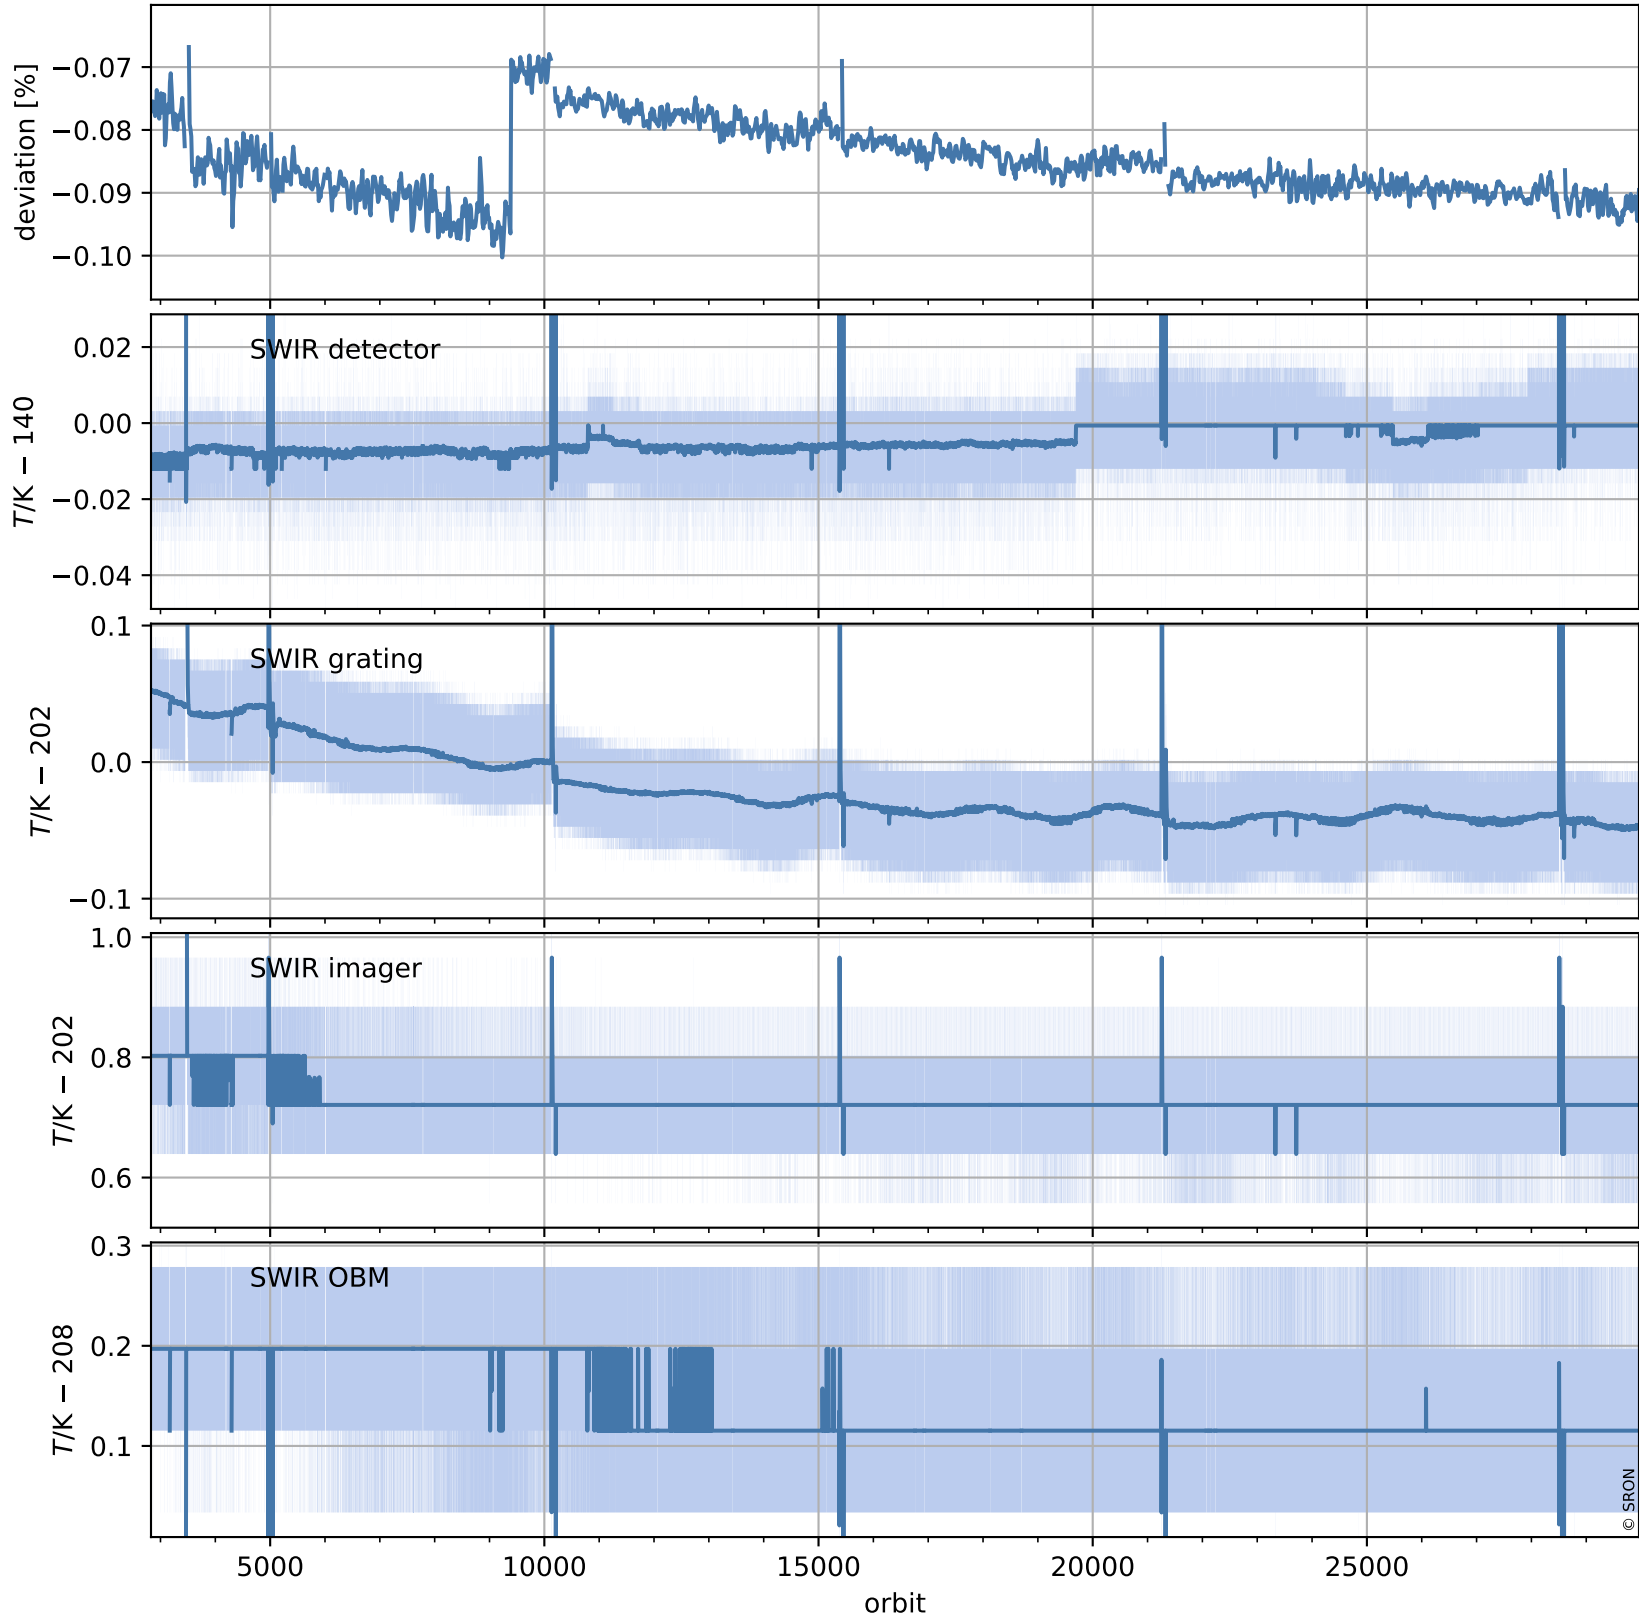 deviation [%]
−0.07
−0.08
−0.09
−0.10
SWIR detector
T/K − 140
0.02
0.00
−0.02
−0.04
SWIR grating
T/K − 202
0.1
0.0
−0.1
SWIR imager
T/K − 202
1.0
0.8
0.6
SWIR OBM
T/K − 208
0.3
0.2
0.1
© SRON
5000 10000 15000 20000 25000
orbit